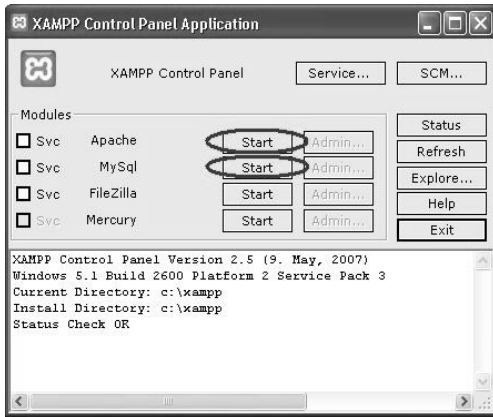 XAMPP Control Panel Application
XAMPP Control Panel
Service...
SCM...
Modules
Svc Apache Start Admin...
Svc MySql Start Admin...
Svc FileZilla Start Admin...
Svc Mercury Start Admin...
Status
Refresh
Explore...
Help
Exit
XAMPP Control Panel Version 2.5 (9. May, 2007)
Windows 5.1 Build 2600 Platform 2 Service Pack 3
Current Directory: c:\xampp
Install Directory: c:\xampp
Status Check OR